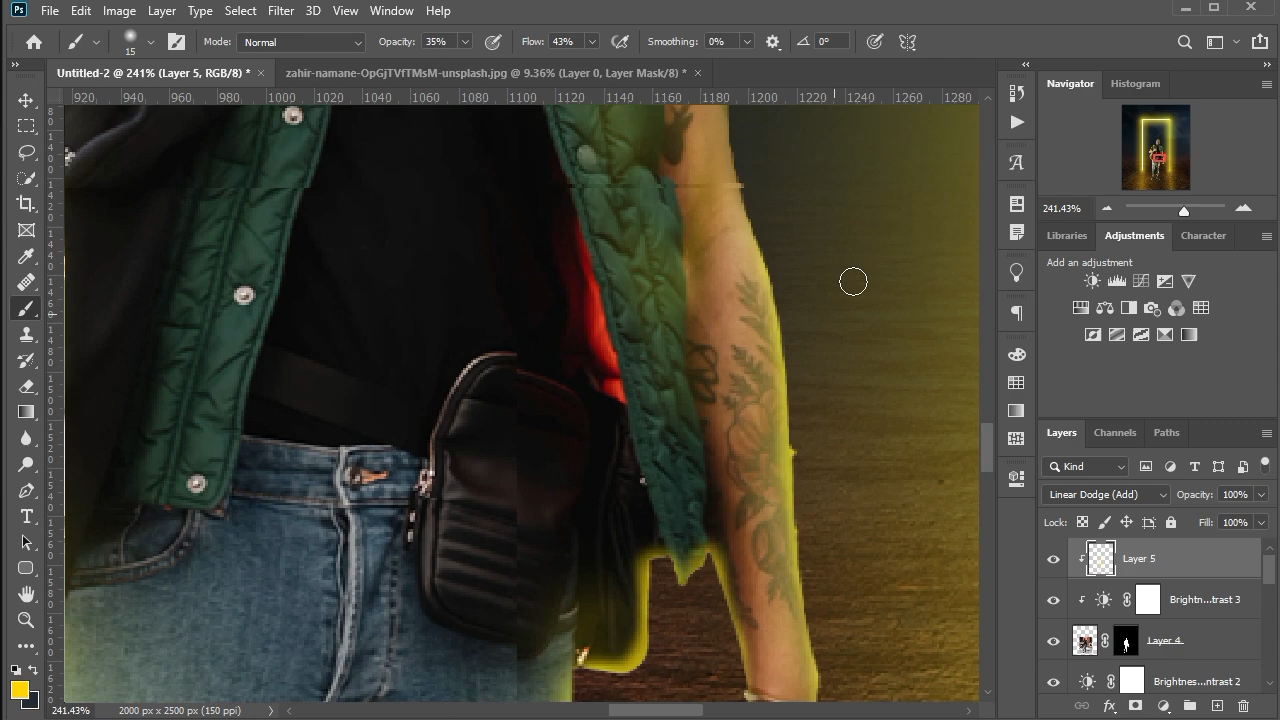 Ps File Edit Image Layer Type Select Filter 3D View Window Help
15 Mode: Normal Opacity: 35% Flow: 43% Smoothing: 0% 0°
Untitled-2 @ 241% (Layer 5, RGB/8) * × zahir-namane-OpGjTVfTMsM-unsplash.jpg @ 9.36% (Layer 0, Layer Mask/8) * ×
920 940 960 980 1000 1020 1040 1060 1080 1100 1120 1140 1160 1180 1200 1220 1240 1260 1280
Navigator Histogram
241.43%
Libraries Adjustments Character
Add an adjustment
Layers Channels Paths
Kind
Linear Dodge (Add) Opacity: 100%
Lock: Fill: 100%
Layer 5
Brightn...trast 3
Layer 4
Brightnes...ntrast 2
241.43% 2000 px x 2500 px (150 ppi)